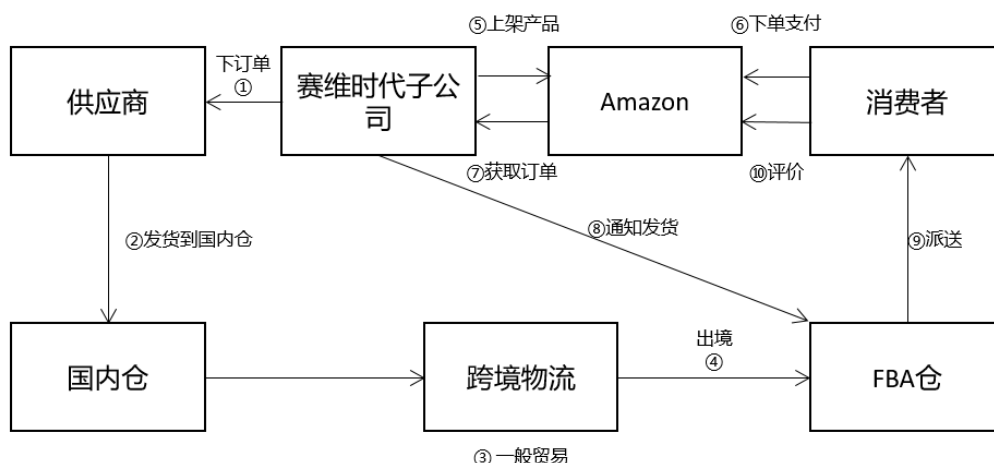 ⑤上架产品
⑥下单支付
下订单
①
供应商
赛维时代子公
司
Amazon
消费者
⑦获取订单
⑩评价
②发货到国内仓
⑧通知发货
⑨派送
国内仓
跨境物流
出境
④
FBA仓
③ 一般贸易